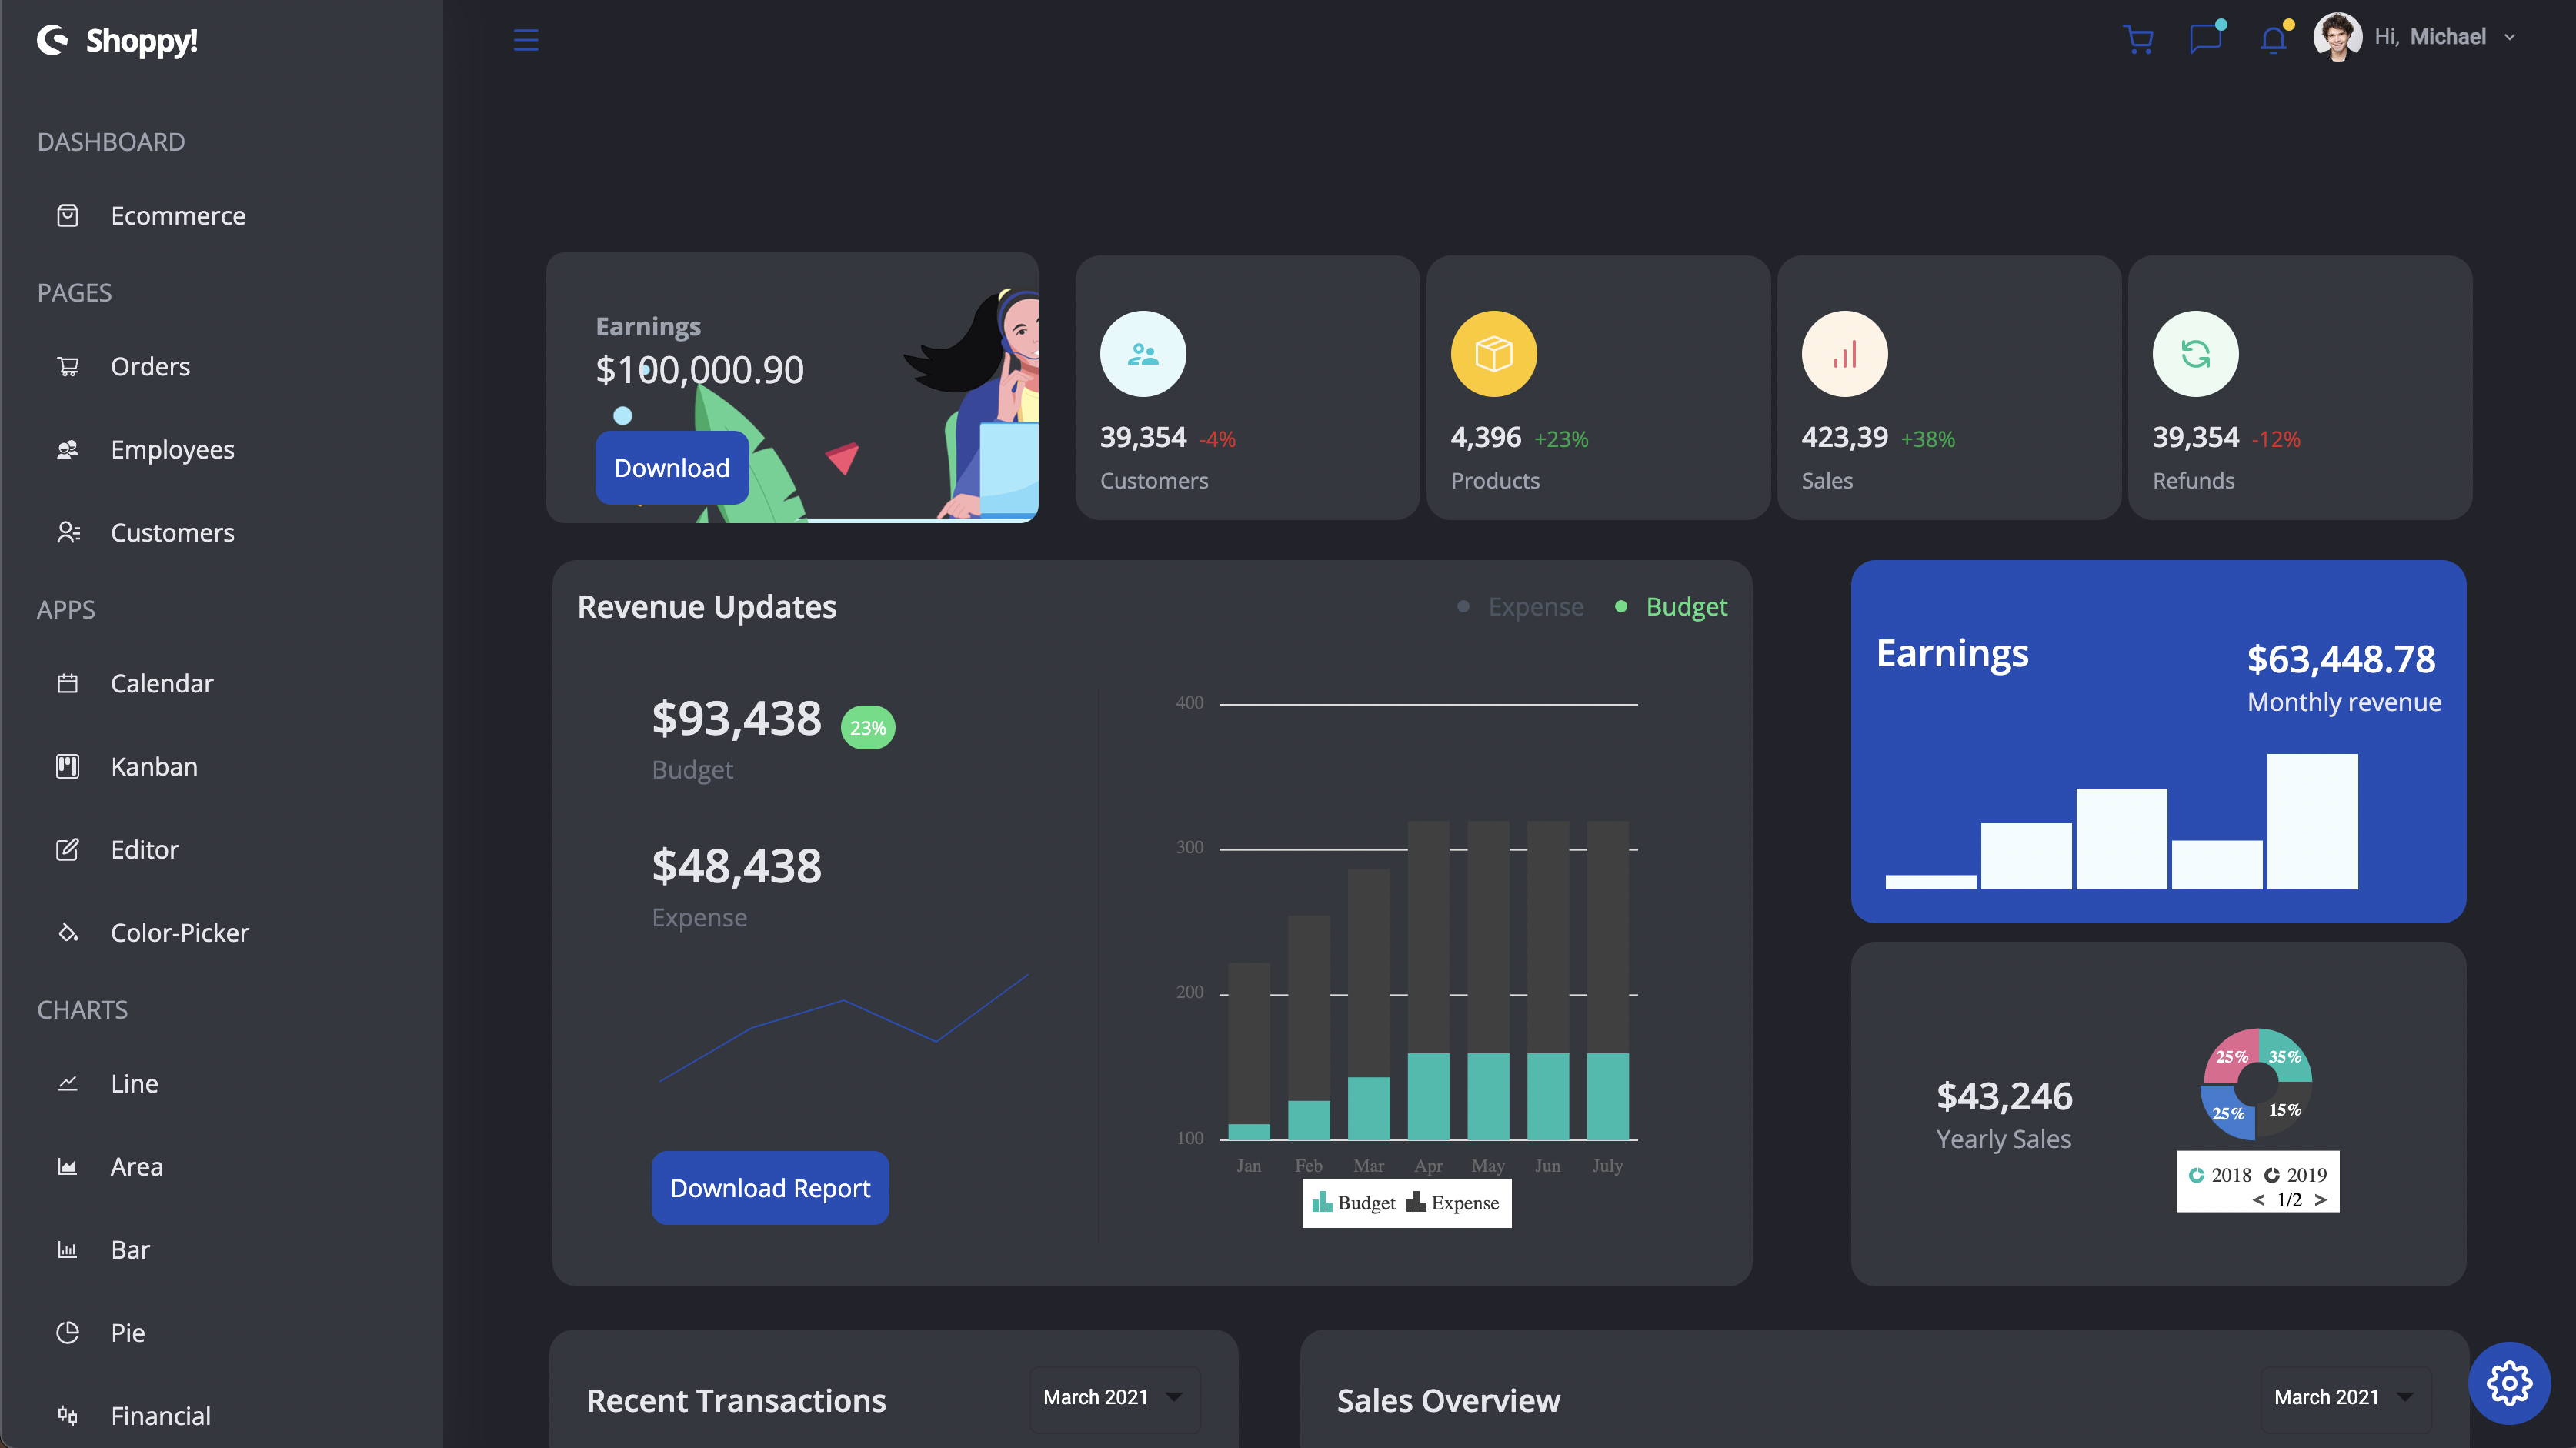 Shoppy!
Hi, Michael
DASHBOARD
Ecommerce
PAGES
Orders
Employees
Customers
APPS
Calendar
Kanban
Editor
Color-Picker
CHARTS
Line
Area
Bar
Pie
Financial
Earnings
$100,000.90
Download
39,354 -4%
Customers
4,396 +23%
Products
423,39 +38%
Sales
39,354 -12%
Refunds
Revenue Updates
Expense
Budget
$93,438 23%
Budget
$48,438
Expense
Download Report
400
300
200
100
Jan Feb Mar Apr May Jun July
Budget Expense
Earnings
$63,448.78
Monthly revenue
$43,246
Yearly Sales
25% 35%
25% 15%
2018 2019
< 1/2 >
Recent Transactions
March 2021
Sales Overview
March 2021